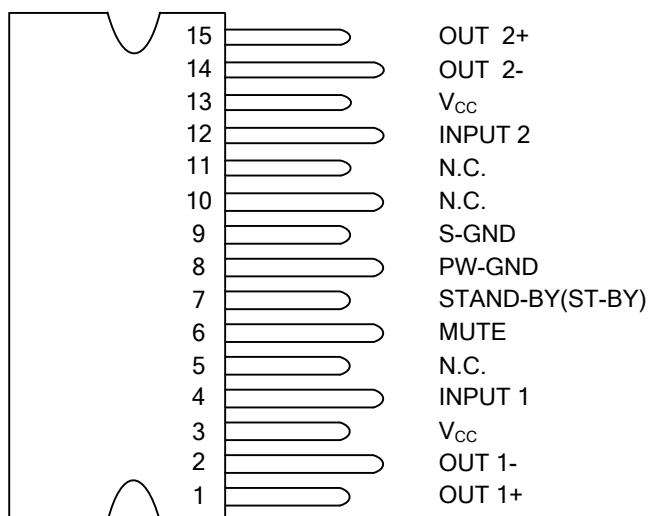 15 OUT 2+
14 OUT 2-
13 VCC
12 INPUT 2
11 N.C.
10 N.C.
9 S-GND
8 PW-GND
7 STAND-BY(ST-BY)
6 MUTE
5 N.C.
4 INPUT 1
3 VCC
2 OUT 1-
1 OUT 1+